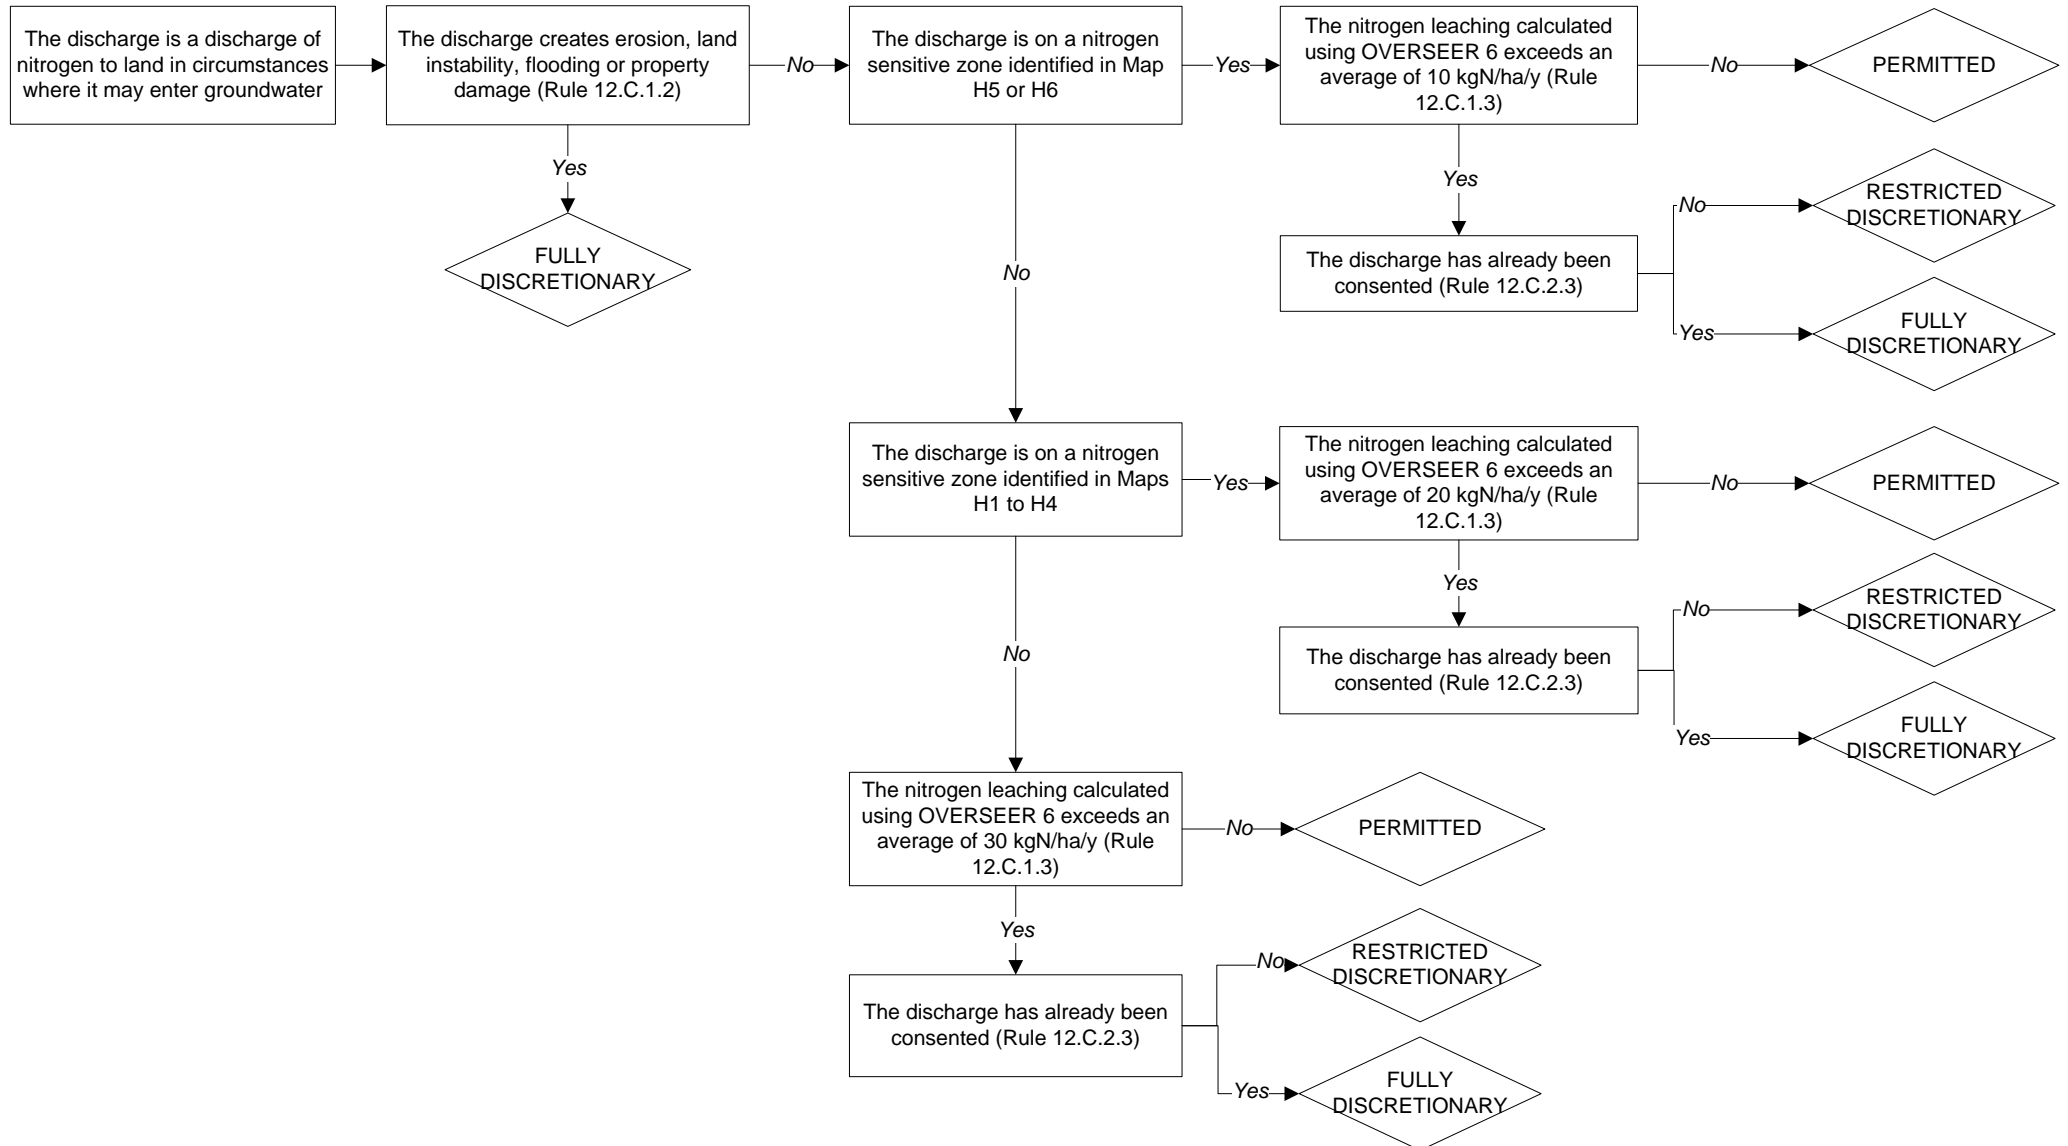 The discharge is a discharge of
nitrogen to land in circumstances
where it may enter groundwater
The discharge creates erosion, land
instability, flooding or property
damage (Rule 12.C.1.2)
No
The discharge is on a nitrogen
sensitive zone identified in Map
H5 or H6
Yes
The nitrogen leaching calculated
using OVERSEER 6 exceeds an
average of 10 kgN/ha/y (Rule
12.C.1.3)
No
PERMITTED
Yes
FULLY
DISCRETIONARY
Yes
The discharge has already been
consented (Rule 12.C.2.3)
No
RESTRICTED
DISCRETIONARY
Yes
FULLY
DISCRETIONARY
No
The discharge is on a nitrogen
sensitive zone identified in Maps
H1 to H4
Yes
The nitrogen leaching calculated
using OVERSEER 6 exceeds an
average of 20 kgN/ha/y (Rule
12.C.1.3)
No
PERMITTED
Yes
The discharge has already been
consented (Rule 12.C.2.3)
No
RESTRICTED
DISCRETIONARY
Yes
FULLY
DISCRETIONARY
No
The nitrogen leaching calculated
using OVERSEER 6 exceeds an
average of 30 kgN/ha/y (Rule
12.C.1.3)
No
PERMITTED
Yes
The discharge has already been
consented (Rule 12.C.2.3)
No
RESTRICTED
DISCRETIONARY
Yes
FULLY
DISCRETIONARY